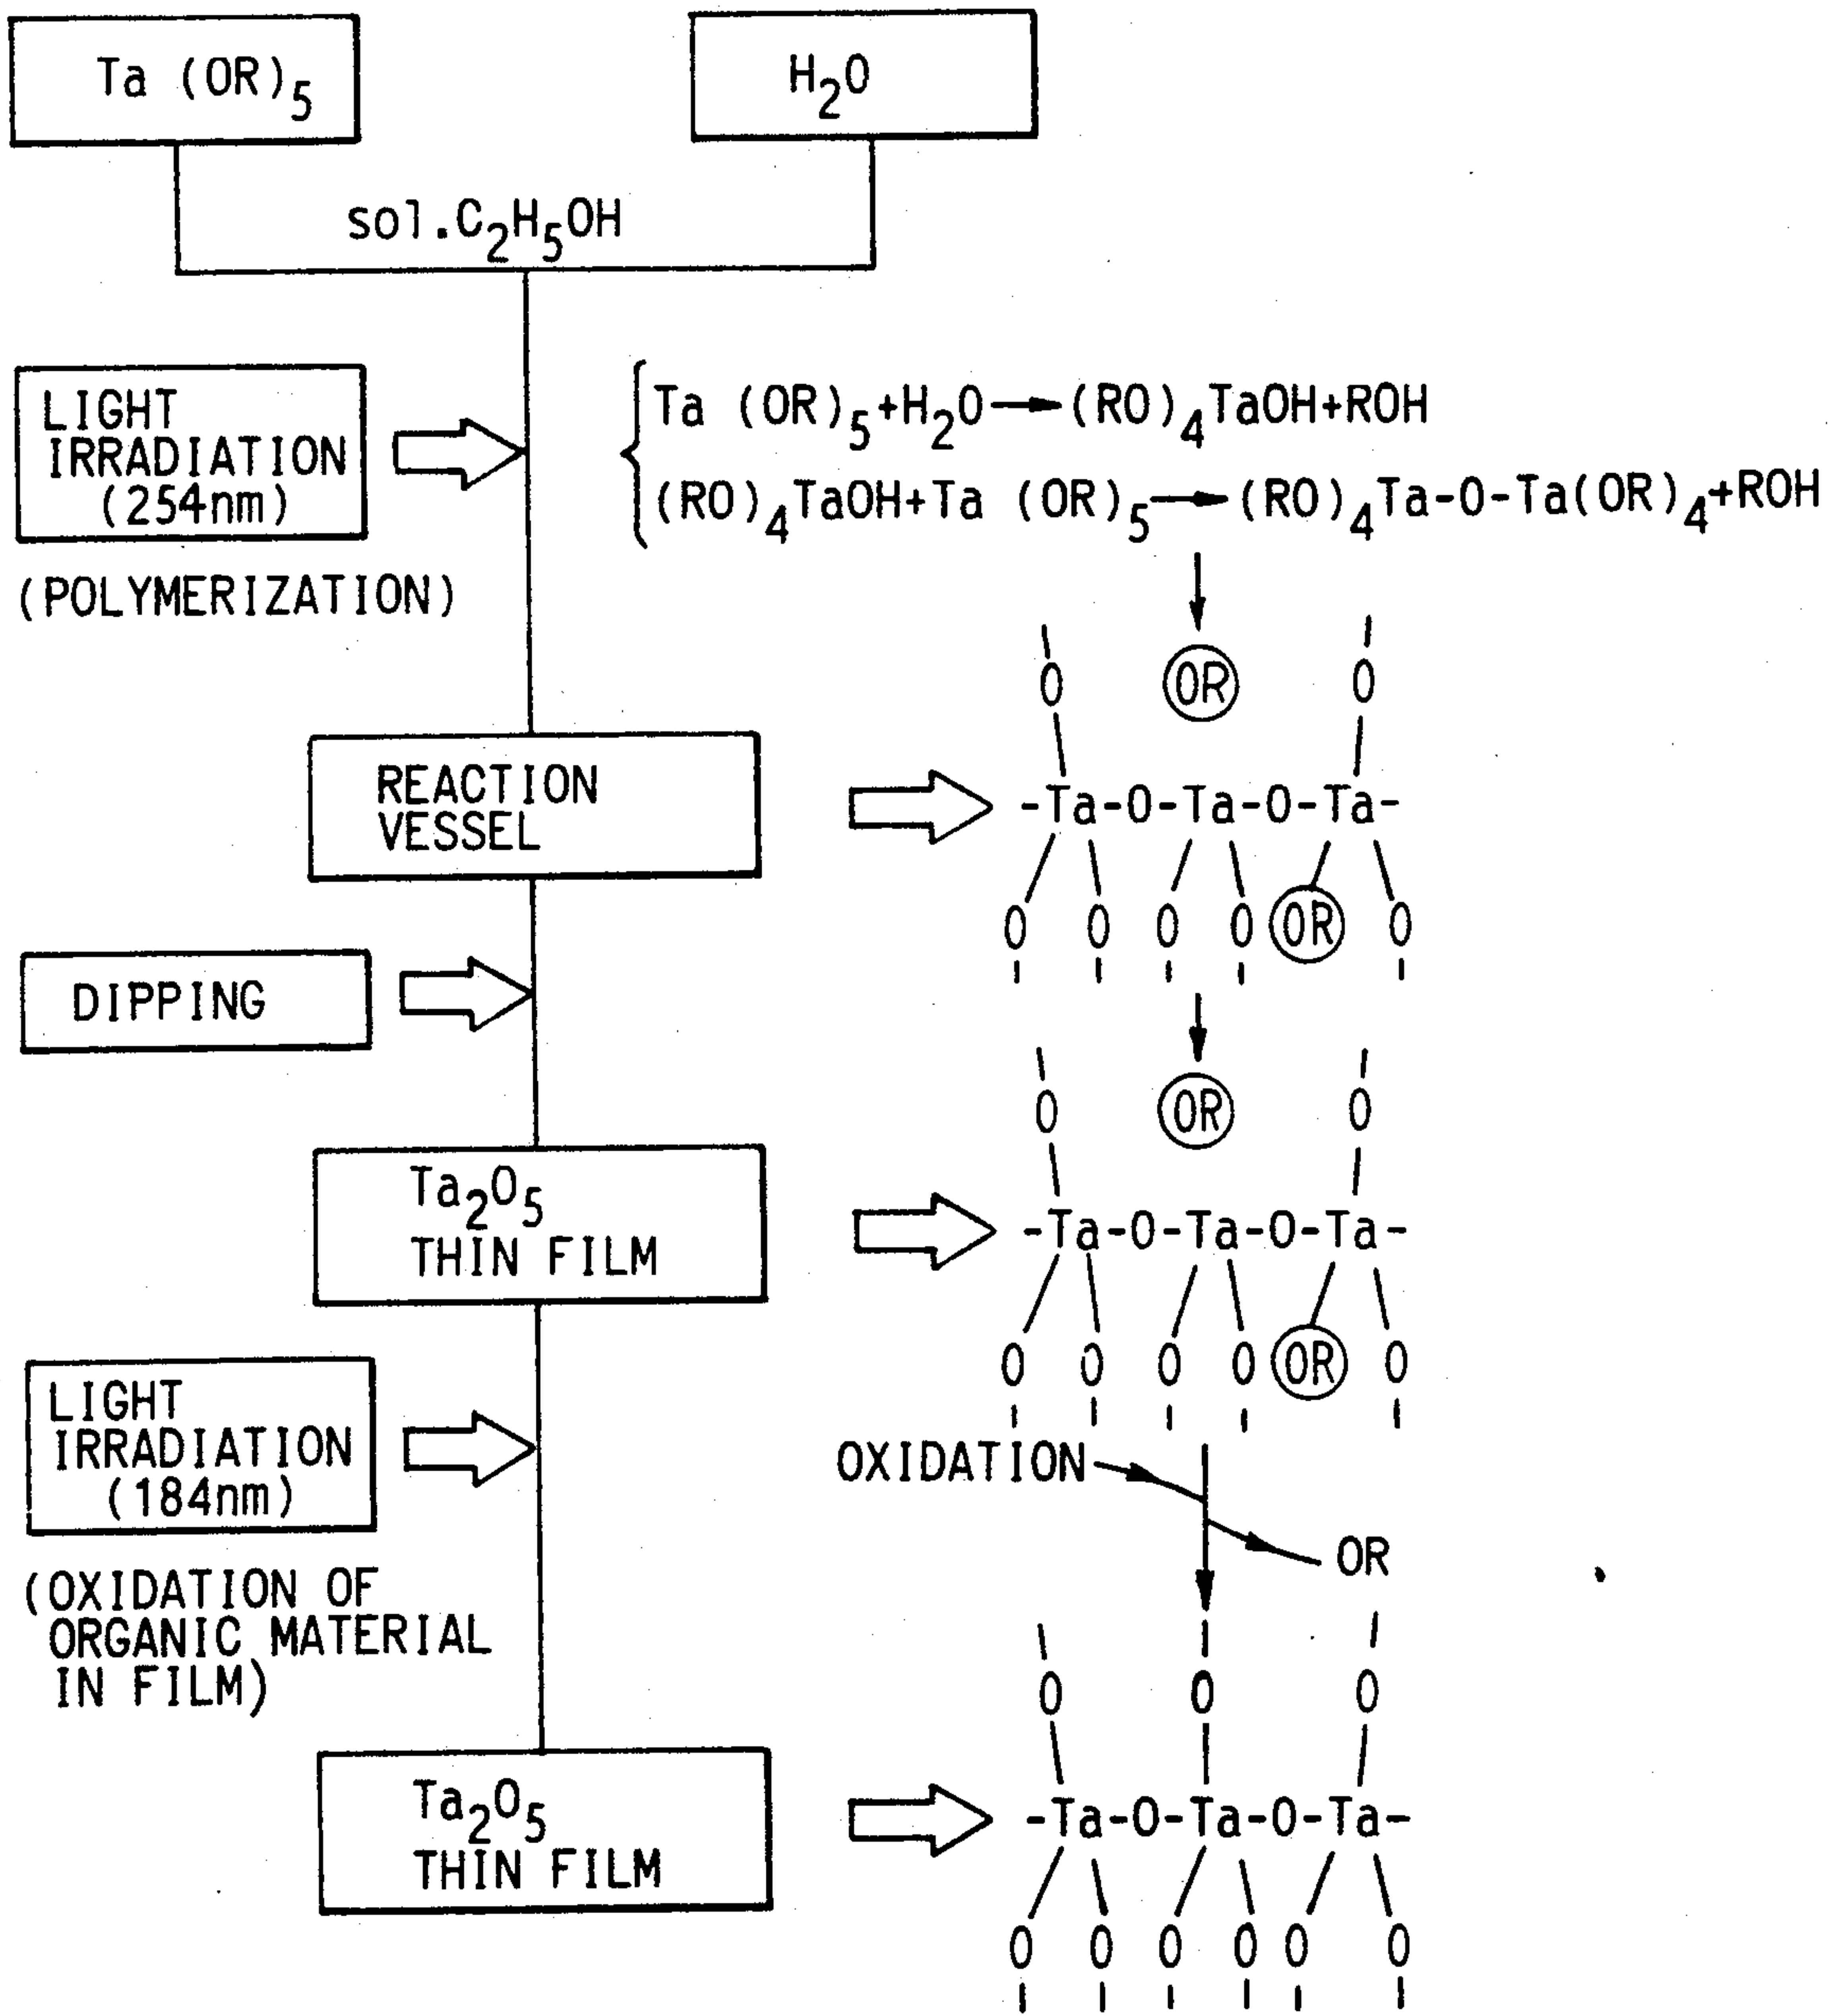 Ta (OR)5
H2O
sol.C2H5OH
LIGHT
IRRADIATION
(254nm)
(POLYMERIZATION)
Ta (OR)5+H2O→(RO)4TaOH+ROH
(RO)4TaOH+Ta (OR)5→(RO)4Ta-O-Ta(OR)4+ROH
REACTION
VESSEL
O OR O
-Ta-O-Ta-O-Ta-
O O O O OR O
DIPPING
Ta2O5
THIN FILM
O OR O
-Ta-O-Ta-O-Ta-
O O O O OR O
LIGHT
IRRADIATION
(184nm)
(OXIDATION OF
ORGANIC MATERIAL
IN FILM)
OXIDATION
OR
Ta2O5
THIN FILM
O O O
-Ta-O-Ta-O-Ta-
O O O O O O